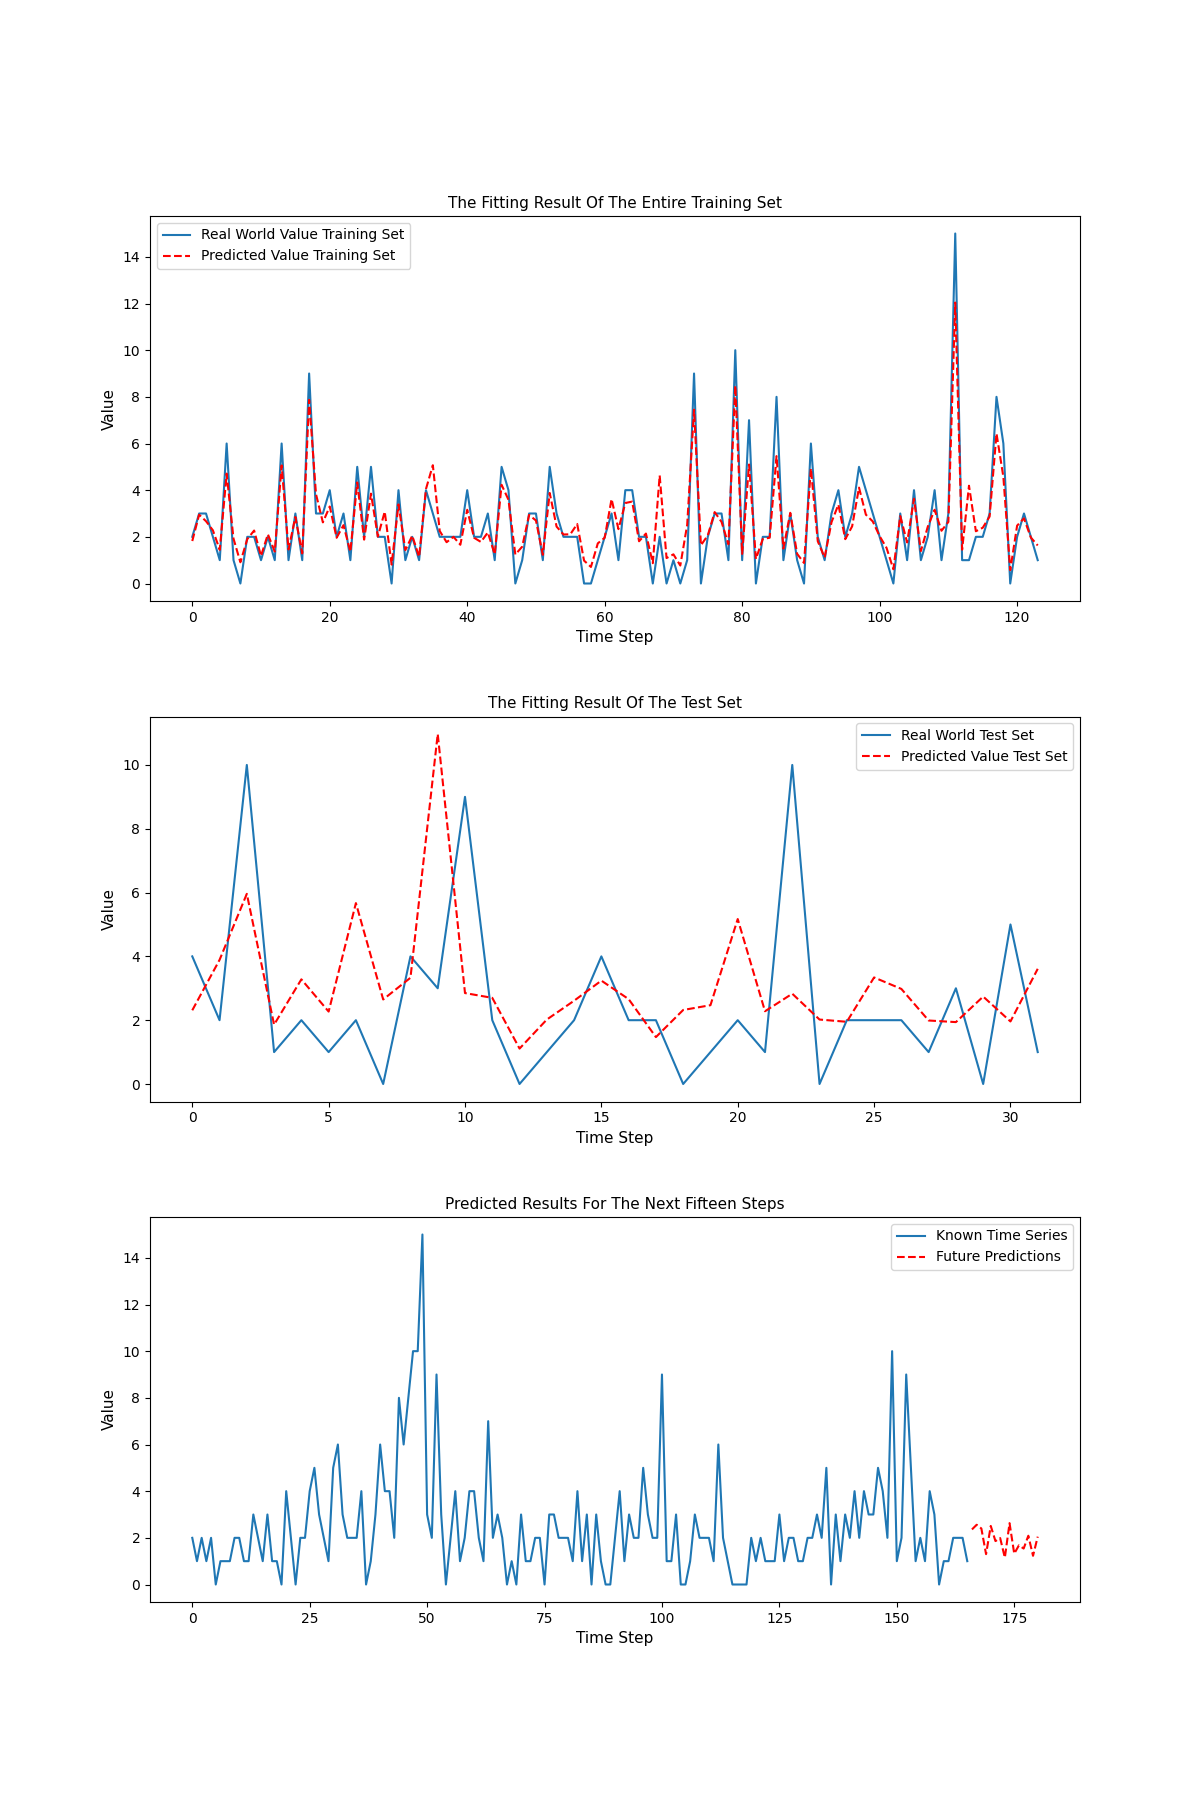 The Fitting Result Of The Entire Training Set
Real World Value Training Set
Predicted Value Training Set
14
12
10
8
6
4
2
0
Value
0 20 40 60 80 100 120
Time Step
The Fitting Result Of The Test Set
Real World Test Set
Predicted Value Test Set
10
8
6
4
2
0
Value
0 5 10 15 20 25 30
Time Step
Predicted Results For The Next Fifteen Steps
Known Time Series
Future Predictions
14
12
10
8
6
4
2
0
Value
0 25 50 75 100 125 150 175
Time Step